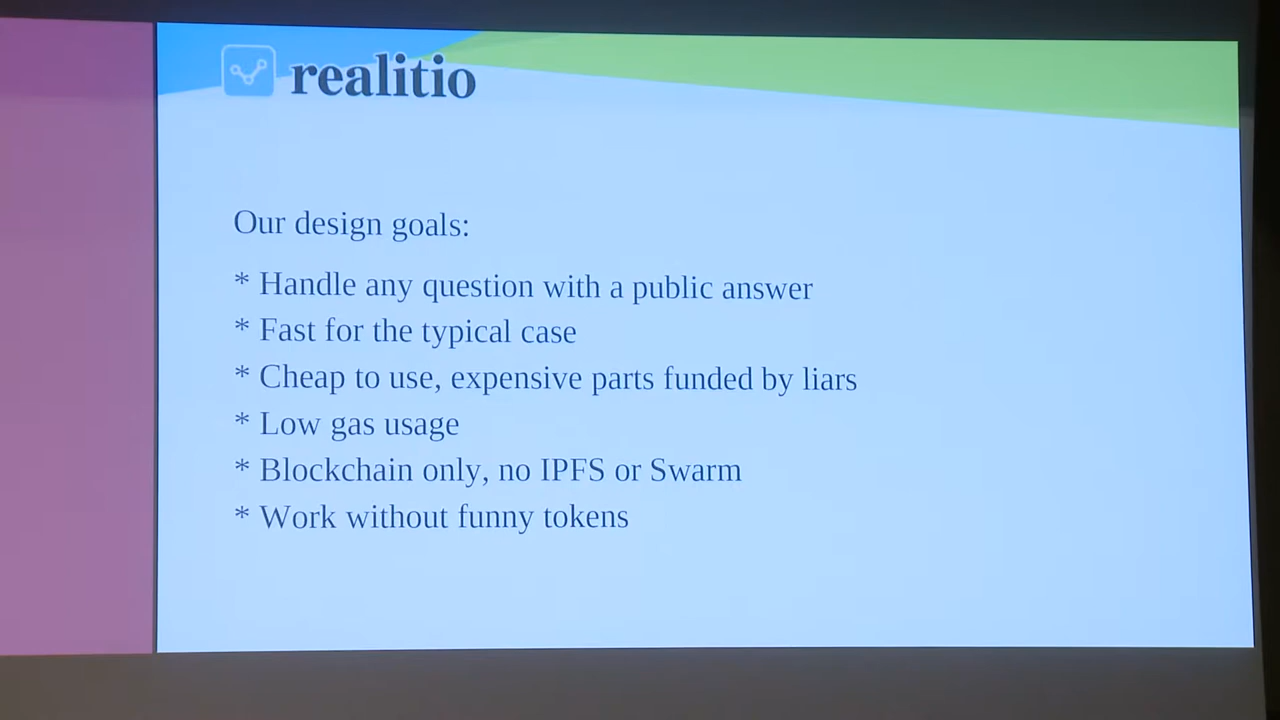 realitio
Our design goals:
* Handle any question with a public answer
* Fast for the typical case
* Cheap to use, expensive parts funded by liars
* Low gas usage
* Blockchain only, no IPFS or Swarm
* Work without funny tokens